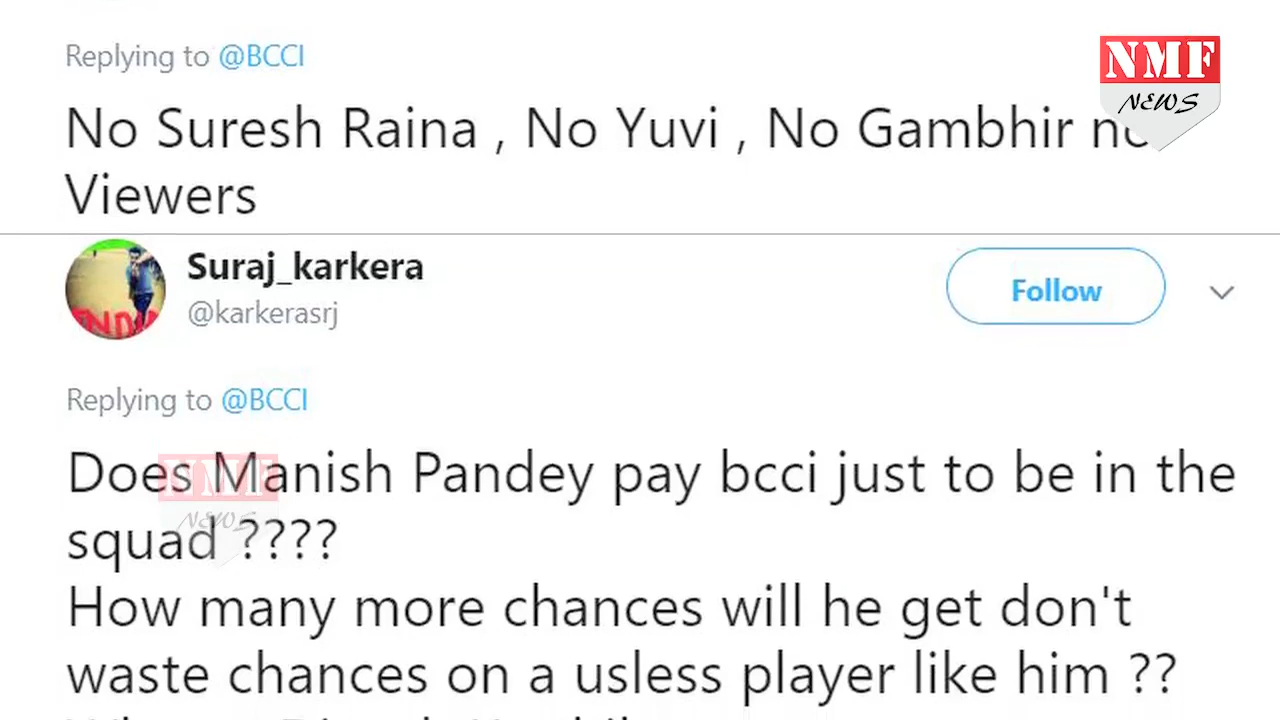 Replying to @BCCI
NMF
NEWS
No Suresh Raina , No Yuvi , No Gambhir no
Viewers
Suraj_karkera
@karkerasrj
Follow
Replying to @BCCI
Does Manish Pandey pay bcci just to be in the
NMF
NEWS
squad ????
How many more chances will he get don't
waste chances on a usless player like him ??